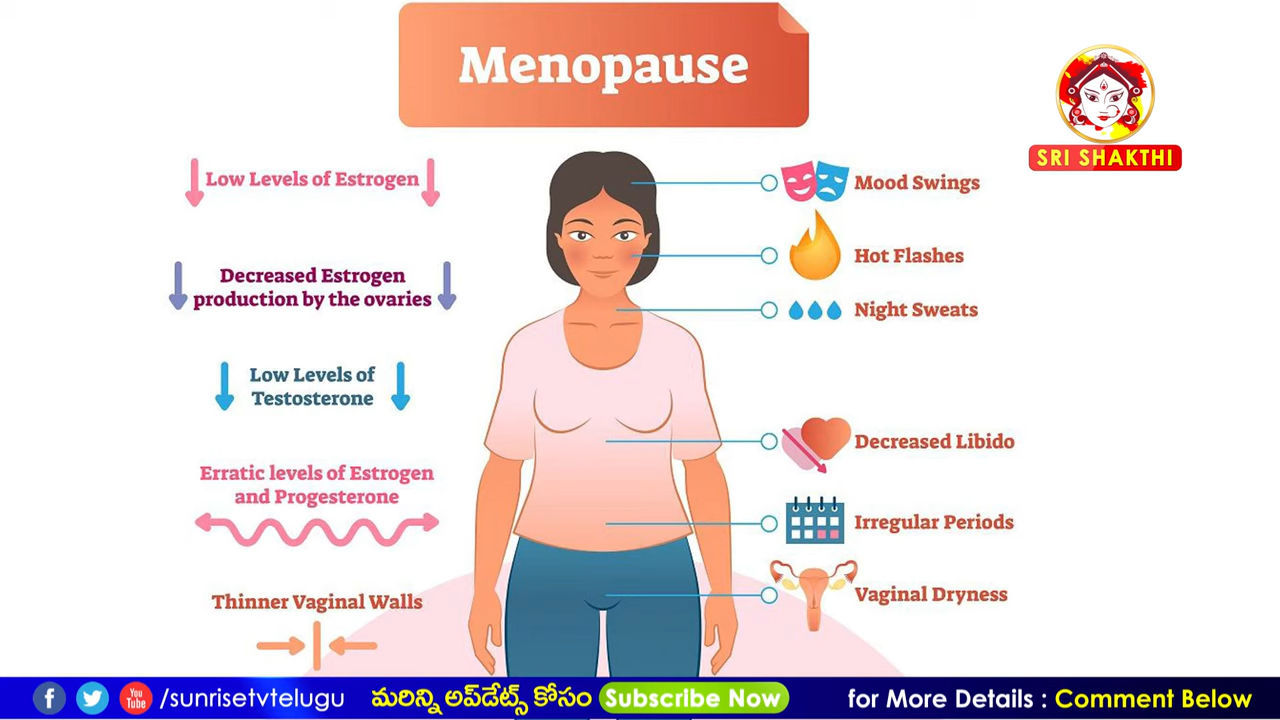 Menopause
SRI SHAKTHI
Low Levels of Estrogen
Decreased Estrogen
production by the ovaries
Low Levels of
Testosterone
Erratic levels of Estrogen
and Progesterone
Thinner Vaginal Walls
Mood Swings
Hot Flashes
Night Sweats
Decreased Libido
Irregular Periods
Vaginal Dryness
f You Tube /sunrisetvtelugu మరిన్ని అప్‌డేట్స్ కోసం Subscribe Now for More Details : Comment Below